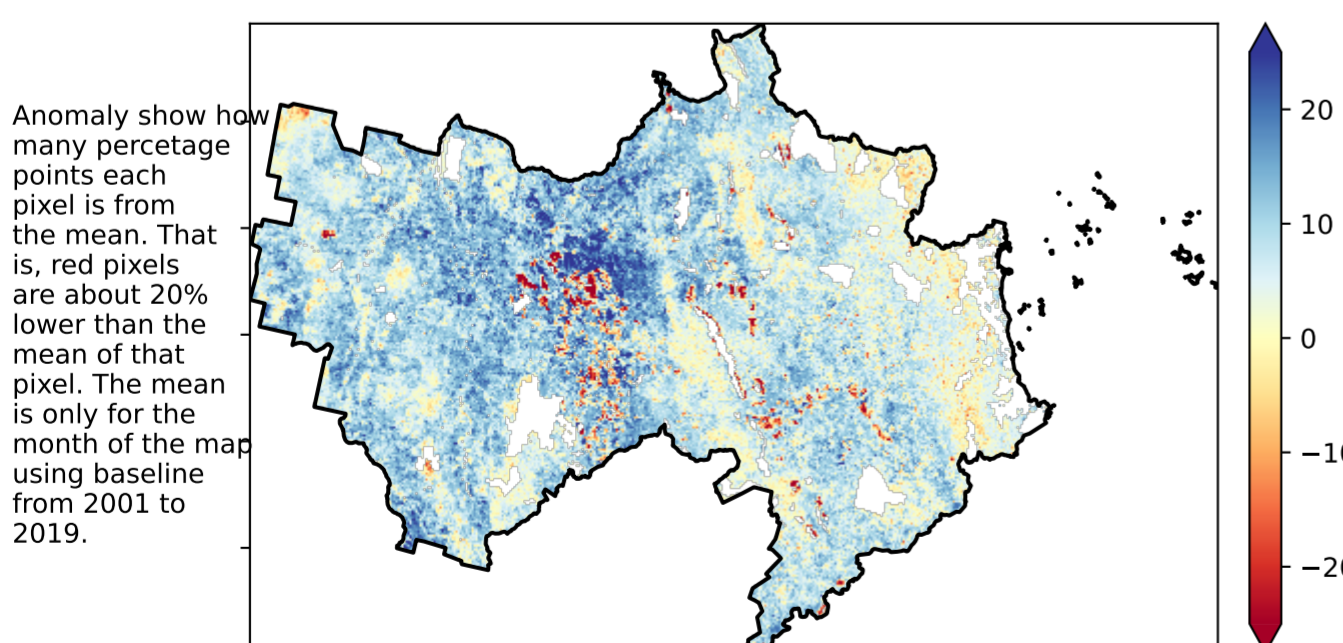 Anomaly show how
many percetage
points each
pixel is from
the mean. That
is, red pixels
are about 20%
lower than the
mean of that
pixel. The mean
is only for the
month of the map
using baseline
from 2001 to
2019.
20
10
0